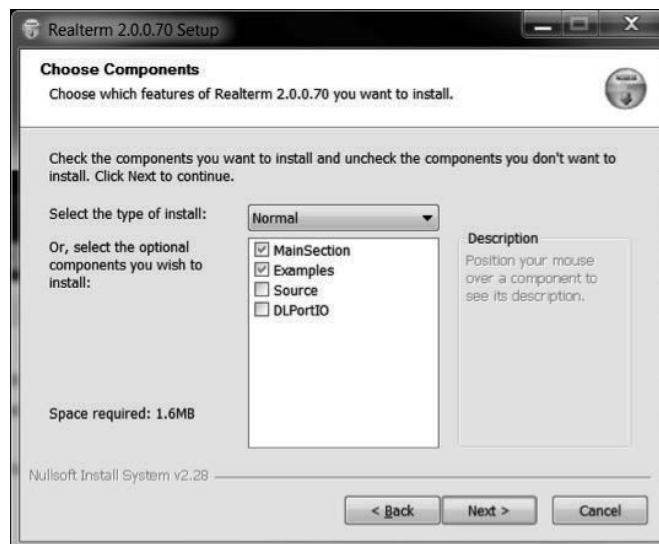 Realterm 2.0.0.70 Setup
Choose Components
Choose which features of Realterm 2.0.0.70 you want to install.
Check the components you want to install and uncheck the components you don't want to
install. Click Next to continue.
Select the type of install:
Normal
Or, select the optional
components you wish to
install:
MainSection
Examples
Source
DLPortIO
Description
Position your mouse
over a component to
see its description.
Space required: 1.6MB
Nullsoft Install System v2.28
< Back
Next >
Cancel